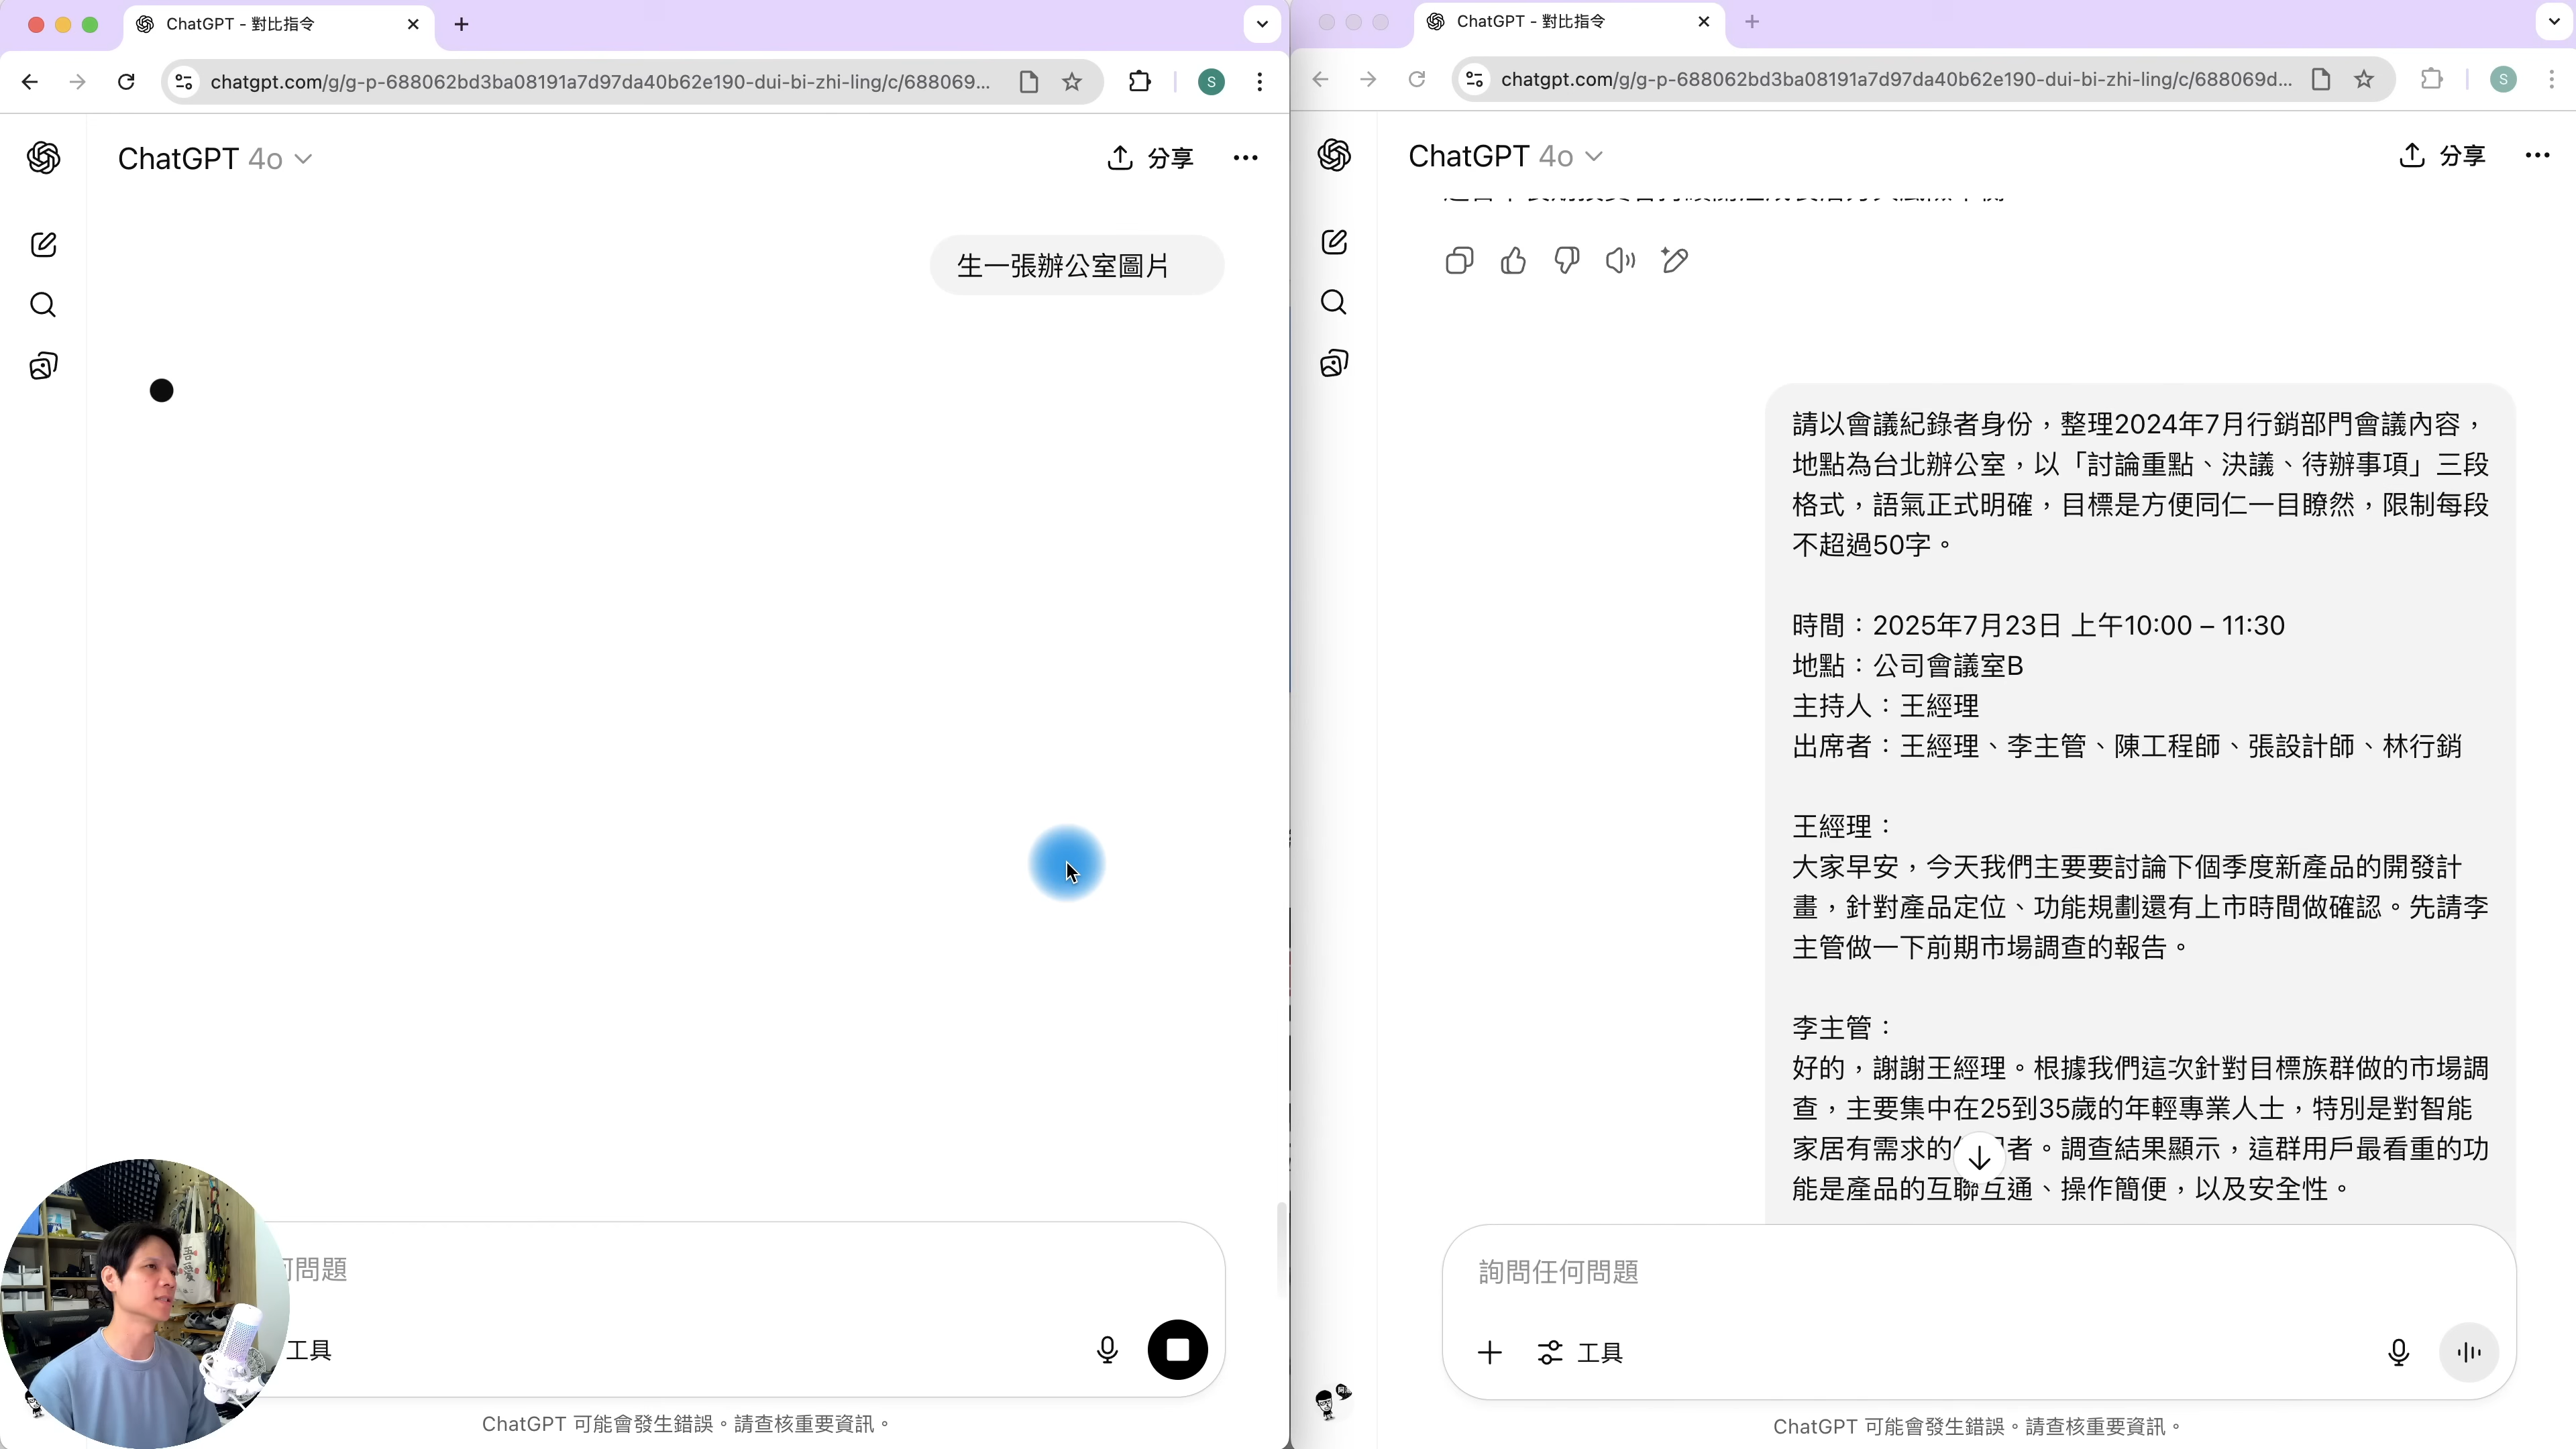 ChatGPT - 對比指令
chatgpt.com/g/g-p-688062bd3ba08191a7d97da40b62e190-dui-bi-zhi-ling/c/688069...
S
ChatGPT 4o
分享
生一張辦公室圖片
何問題
工具
ChatGPT 可能會發生錯誤。請查核重要資訊。
ChatGPT - 對比指令
chatgpt.com/g/g-p-688062bd3ba08191a7d97da40b62e190-dui-bi-zhi-ling/c/688069d...
S
ChatGPT 4o
分享
請以會議紀錄者身份，整理2024年7月行銷部門會議內容，
地點為台北辦公室，以「討論重點、決議、待辦事項」三段
格式，語氣正式明確，目標是方便同仁一目瞭然，限制每段
不超過50字。
時間：2025年7月23日 上午10:00 – 11:30
地點：公司會議室B
主持人：王經理
出席者：王經理、李主管、陳工程師、張設計師、林行銷
王經理：
大家早安，今天我們主要要討論下個季度新產品的開發計
畫，針對產品定位、功能規劃還有上市時間做確認。先請李
主管做一下前期市場調查的報告。
李主管：
好的，謝謝王經理。根據我們這次針對目標族群做的市場調
查，主要集中在25到35歲的年輕專業人士，特別是對智能
家居有需求的者。調查結果顯示，這群用戶最看重的功
能是產品的互聯互通、操作簡便，以及安全性。
詢問任何問題
工具
ChatGPT 可能會發生錯誤。請查核重要資訊。